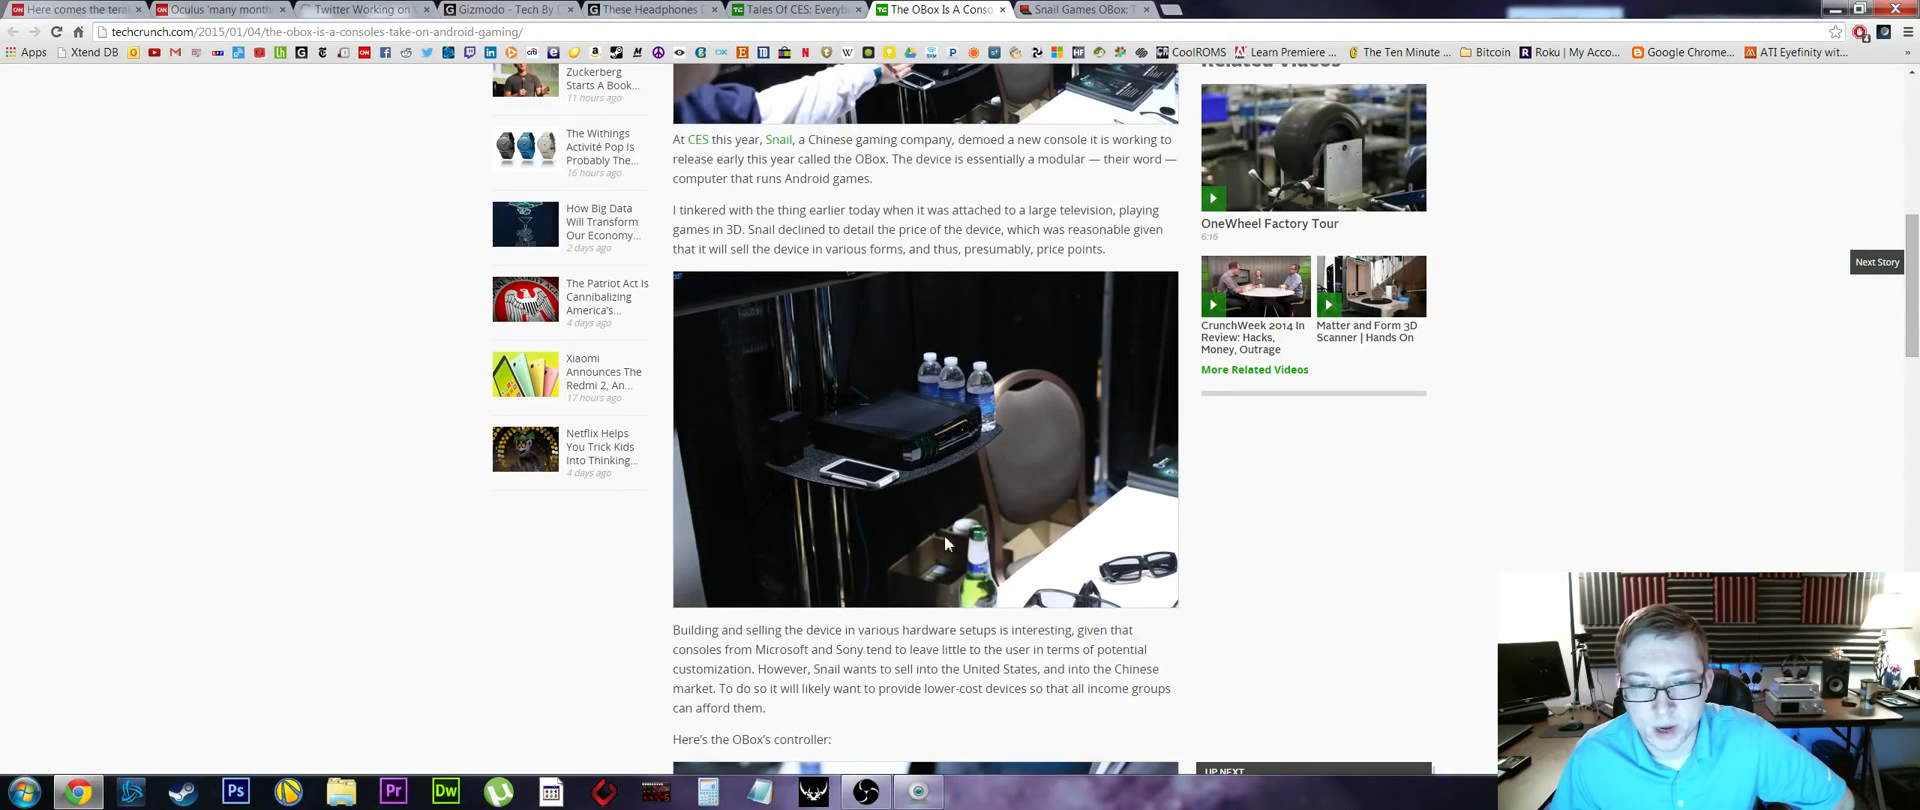 Here comes the tera
Oculus 'many month
Twitter Working on
Gizmodo - Tech By
These Headphones
Tales Of CES: Everyb
The OBox Is A Conso
Snail Games OBox: T
techcrunch.com/2015/01/04/the-obox-is-a-consoles-take-on-android-gaming/
Apps
Xtend DB
CoolROMS
Learn Premiere ...
The Ten Minute ...
Bitcoin
Roku | My Acco...
Google Chrome...
ATI Eyefinity wit...
Zuckerberg
Starts A Book...
11 hours ago
The Withings
Activité Pop Is
Probably The...
16 hours ago
How Big Data
Will Transform
Our Economy...
2 days ago
The Patriot Act Is
Cannibalizing
America's...
4 days ago
Xiaomi
Announces The
Redmi 2, An...
17 hours ago
Netflix Helps
You Trick Kids
Into Thinking...
4 days ago
At CES this year, Snail, a Chinese gaming company, demoed a new console it is working to
release early this year called the OBox. The device is essentially a modular — their word —
computer that runs Android games.
I tinkered with the thing earlier today when it was attached to a large television, playing
games in 3D. Snail declined to detail the price of the device, which was reasonable given
that it will sell the device in various forms, and thus, presumably, price points.
Building and selling the device in various hardware setups is interesting, given that
consoles from Microsoft and Sony tend to leave little to the user in terms of potential
customization. However, Snail wants to sell into the United States, and into the Chinese
market. To do so it will likely want to provide lower-cost devices so that all income groups
can afford them.
Here's the OBox's controller:
Related Videos
OneWheel Factory Tour
6:16
CrunchWeek 2014 In
Review: Hacks,
Money, Outrage
Matter and Form 3D
Scanner | Hands On
More Related Videos
Next Story
UP NEXT